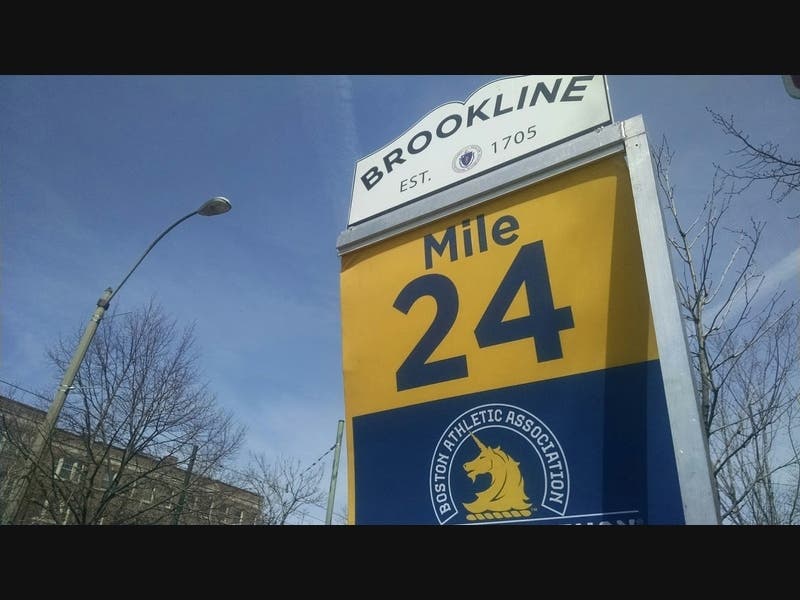 BROOKLINE
EST. 1705
Mile
24
BOSTON ATHLETIC ASSOCIATION